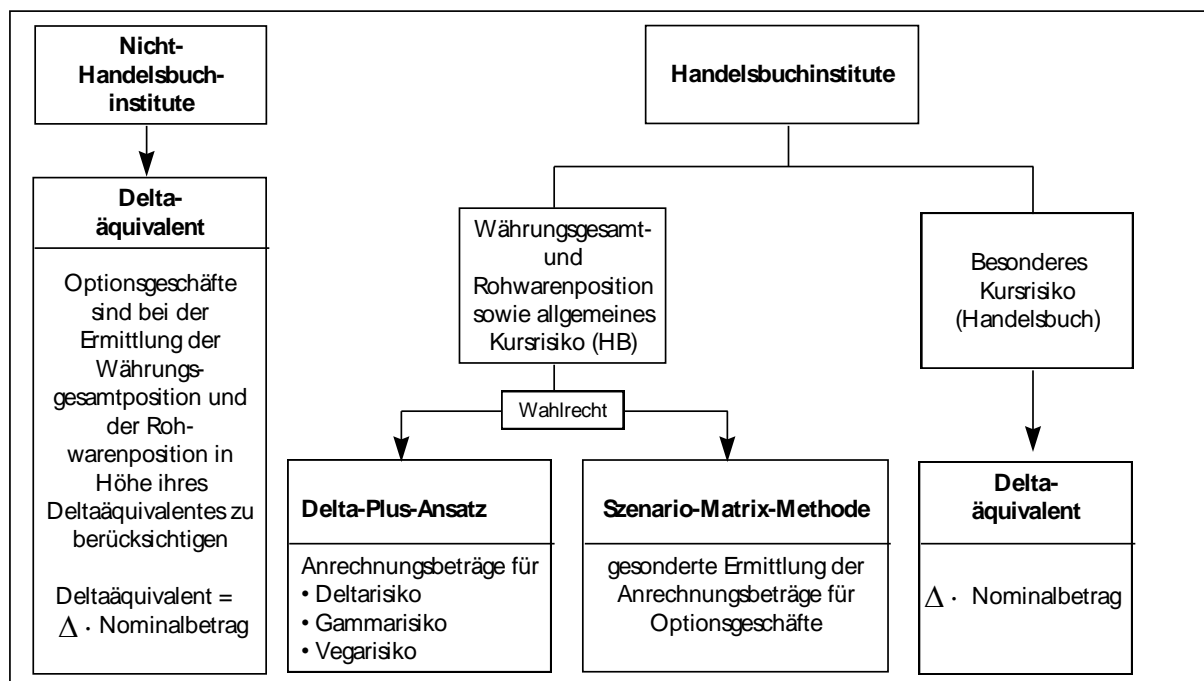 Nicht-
Handelsbuch-
institute
Delta-
äquivalent
Optionsgeschäfte
sind bei der
Ermittlung der
Währungs-
gesamtposition und
der Roh-
warenposition in
Höhe ihres
Deltaäquivalentes zu
berücksichtigen
Deltaäquivalent =
Δ · Nominalbetrag
Handelsbuchinstitute
Währungsgesamt-
und
Rohwarenposition
sowie allgemeines
Kursrisiko (HB)
Wahlrecht
Delta-Plus-Ansatz
Anrechnungsbeträge für
• Deltarisiko
• Gammarisiko
• Vegarisiko
Szenario-Matrix-Methode
gesonderte Ermittlung der
Anrechnungsbeträge für
Optionsgeschäfte
Besonderes
Kursrisiko
(Handelsbuch)
Delta-
äquivalent
Δ · Nominalbetrag